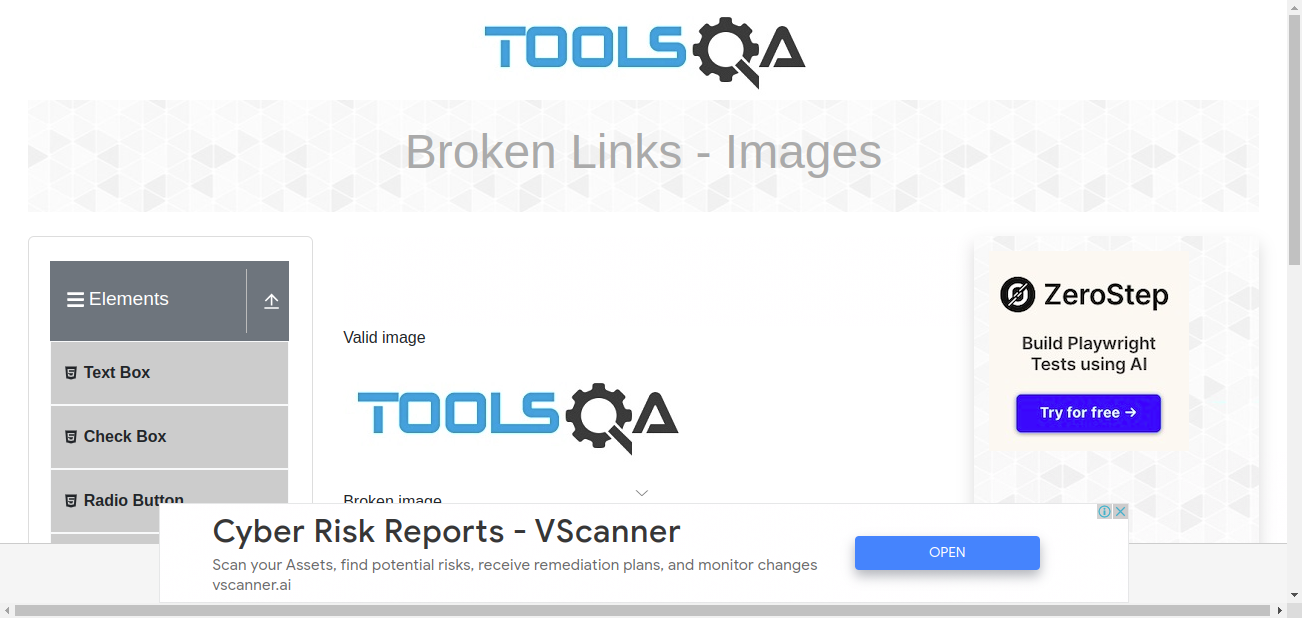 TOOLSQA
Broken Links - Images
Elements
Text Box
Check Box
Radio Button
Valid image
TOOLSQA
Broken image
ZeroStep
Build Playwright
Tests using AI
Try for free →
Cyber Risk Reports - VScanner
Scan your Assets, find potential risks, receive remediation plans, and monitor changes
vscanner.ai
OPEN